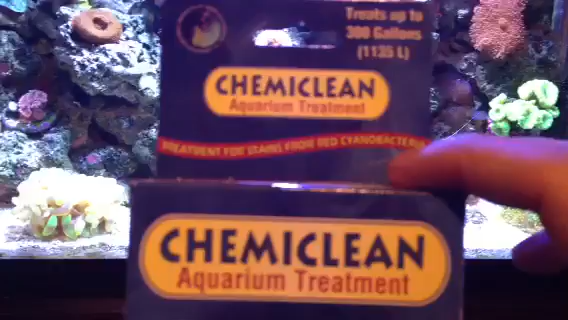 Treats up to
300 Gallons
(1135 L)
CHEMICLEAN
Aquarium Treatment
TREATMENT FOR STAINS FROM RED CYANOBACTERIA
CHEMICLEAN
Aquarium Treatment